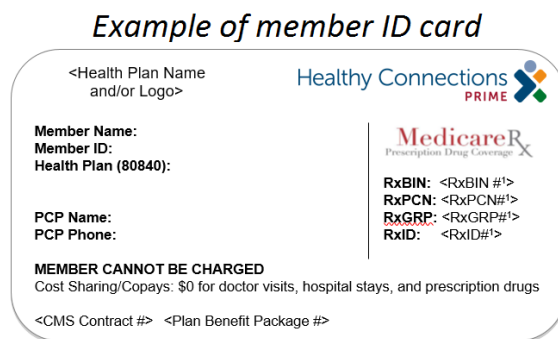 Example of member ID card
<Health Plan Name
and/or Logo>
Healthy Connections
PRIME
Member Name:
Member ID:
Health Plan (80840):
PCP Name:
PCP Phone:
MedicareRx
Prescription Drug Coverage
RxBIN: <RxBIN #¹>
RxPCN: <RxPCN#¹>
RxGRP: <RxGRP#¹>
RxID: <RxID#¹>
MEMBER CANNOT BE CHARGED
Cost Sharing/Copays: $0 for doctor visits, hospital stays, and prescription drugs
<CMS Contract #> <Plan Benefit Package #>